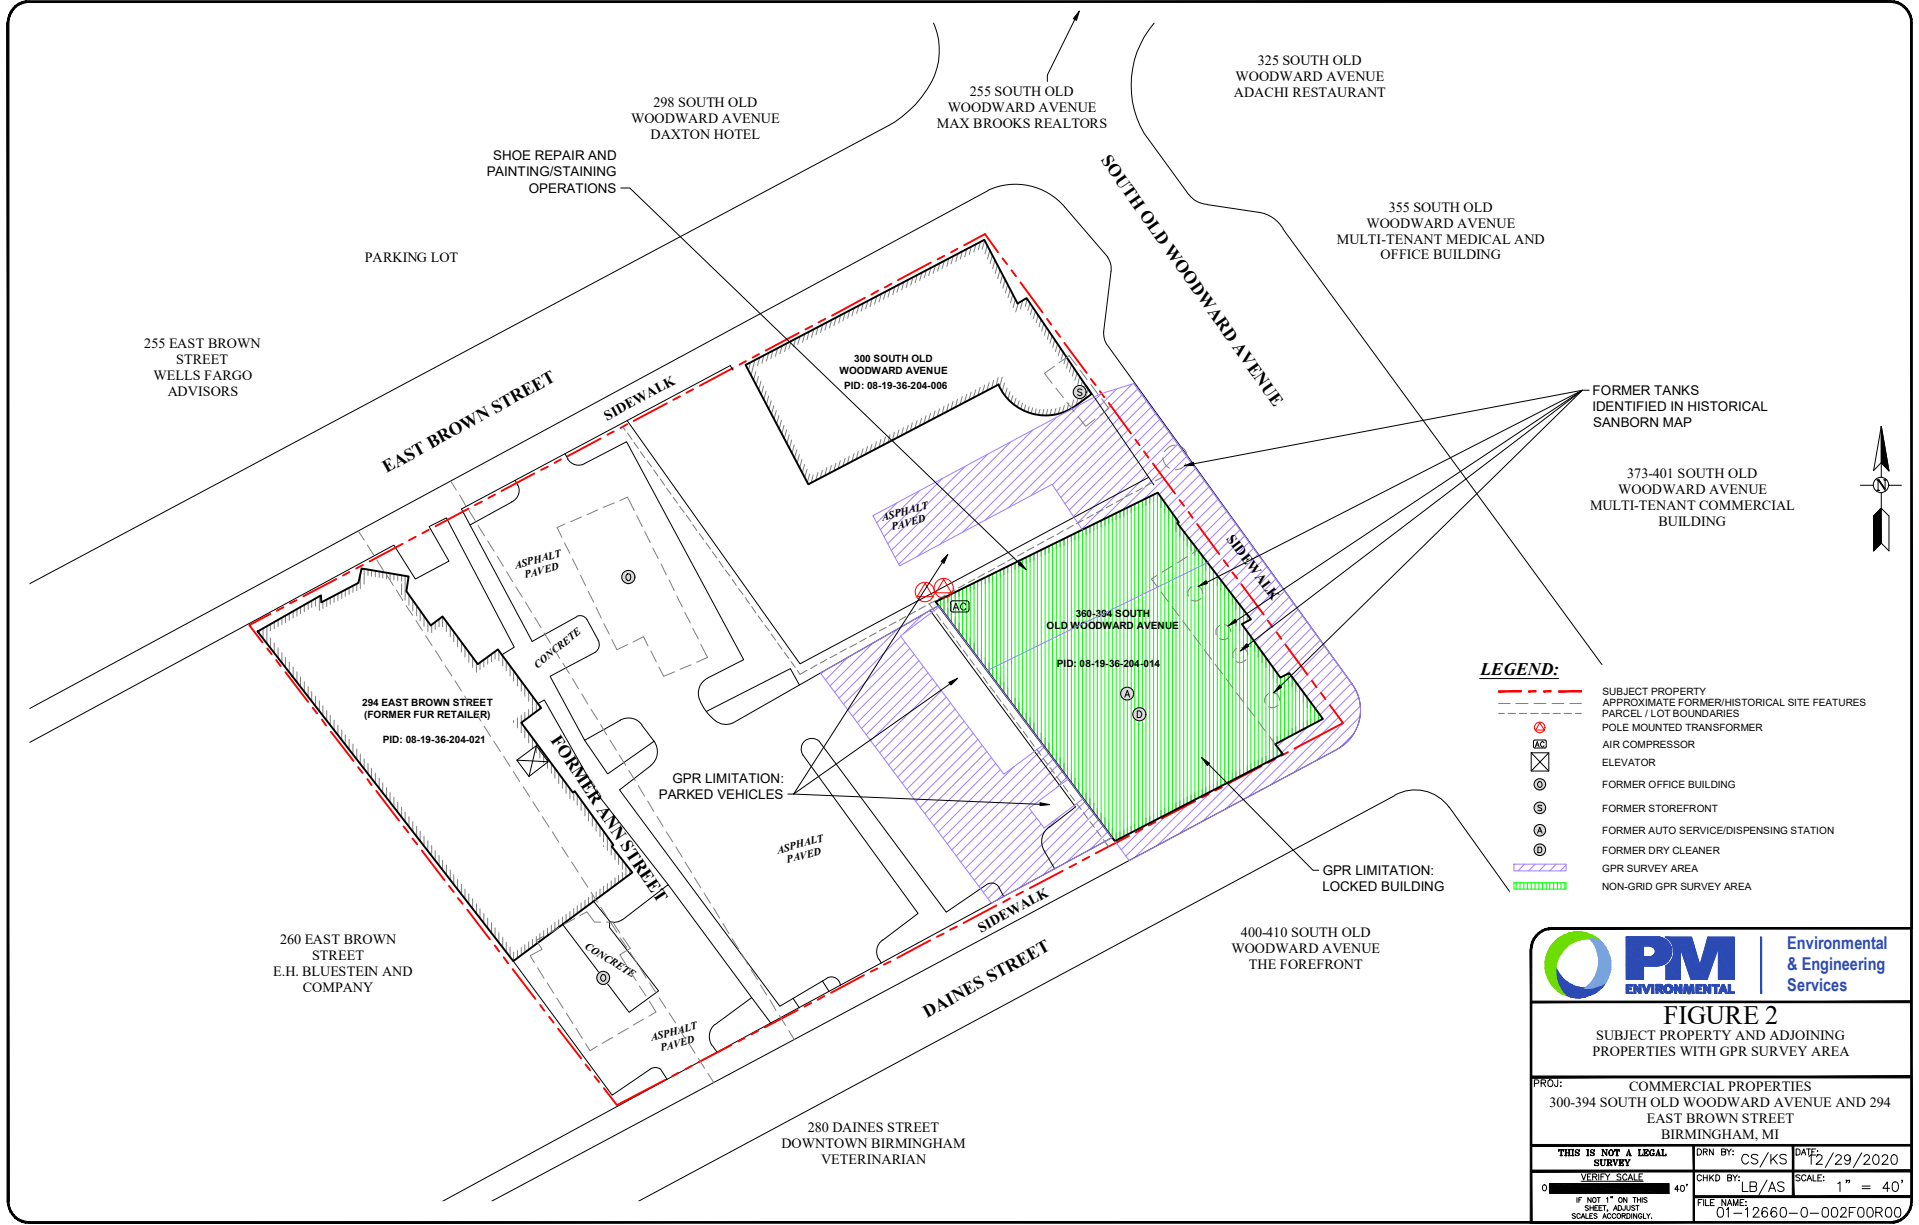 325 SOUTH OLD
WOODWARD AVENUE
ADACHI RESTAURANT
255 SOUTH OLD
WOODWARD AVENUE
MAX BROOKS REALTORS
298 SOUTH OLD
WOODWARD AVENUE
DAXTON HOTEL
SHOE REPAIR AND
PAINTING/STAINING
OPERATIONS
SOUTH OLD WOODWARD AVENUE
355 SOUTH OLD
WOODWARD AVENUE
MULTI-TENANT MEDICAL AND
OFFICE BUILDING
PARKING LOT
255 EAST BROWN
STREET
WELLS FARGO
ADVISORS
EAST BROWN STREET
SIDEWALK
300 SOUTH OLD
WOODWARD AVENUE
PID: 08-19-36-204-006
S
FORMER TANKS
IDENTIFIED IN HISTORICAL
SANBORN MAP
373-401 SOUTH OLD
WOODWARD AVENUE
MULTI-TENANT COMMERCIAL
BUILDING
N
ASPHALT
PAVED
ASPHALT
PAVED
O
SIDEWALK
AC
360-394 SOUTH
OLD WOODWARD AVENUE
PID: 08-19-36-204-014
A
D
CONCRETE
294 EAST BROWN STREET
(FORMER FUR RETAILER)
PID: 08-19-36-204-021
FORMER ANN STREET
GPR LIMITATION:
PARKED VEHICLES
ASPHALT
PAVED
GPR LIMITATION:
LOCKED BUILDING
SIDEWALK
DAINES STREET
400-410 SOUTH OLD
WOODWARD AVENUE
THE FOREFRONT
260 EAST BROWN
STREET
E.H. BLUESTEIN AND
COMPANY
CONCRETE
O
ASPHALT
PAVED
280 DAINES STREET
DOWNTOWN BIRMINGHAM
VETERINARIAN
LEGEND:
SUBJECT PROPERTY
APPROXIMATE FORMER/HISTORICAL SITE FEATURES
PARCEL / LOT BOUNDARIES
POLE MOUNTED TRANSFORMER
AC AIR COMPRESSOR
ELEVATOR
O FORMER OFFICE BUILDING
S FORMER STOREFRONT
A FORMER AUTO SERVICE/DISPENSING STATION
D FORMER DRY CLEANER
GPR SURVEY AREA
NON-GRID GPR SURVEY AREA
PM
ENVIRONMENTAL
Environmental
& Engineering
Services
FIGURE 2
SUBJECT PROPERTY AND ADJOINING
PROPERTIES WITH GPR SURVEY AREA
PROJ:
COMMERCIAL PROPERTIES
300-394 SOUTH OLD WOODWARD AVENUE AND 294
EAST BROWN STREET
BIRMINGHAM, MI
THIS IS NOT A LEGAL
SURVEY
DRN BY: CS/KS
DATE: 12/29/2020
VERIFY SCALE
0 40'
IF NOT 1" ON THIS
SHEET, ADJUST
SCALES ACCORDINGLY.
CHKD BY: LB/AS
SCALE: 1" = 40'
FILE NAME:
01-12660-0-002F00R00